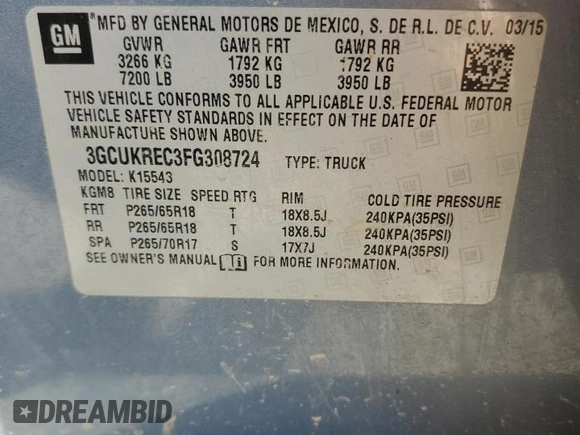 GM
MFD BY GENERAL MOTORS DE MEXICO, S. DE R.L. DE C.V. 03/15
GVWR GAWR FRT GAWR RR
3266 KG 1792 KG 1792 KG
7200 LB 3950 LB 3950 LB
THIS VEHICLE CONFORMS TO ALL APPLICABLE U.S. FEDERAL MOTOR
VEHICLE SAFETY STANDARDS IN EFFECT ON THE DATE OF
MANUFACTURE SHOWN ABOVE.
3GCUKREC3FG308724 TYPE: TRUCK
MODEL: K15543
KGM8 TIRE SIZE SPEED RTG RIM COLD TIRE PRESSURE
FRT P265/65R18 T 18X8.5J 240KPA(35PSI)
RR P265/65R18 T 18X8.5J 240KPA(35PSI)
SPA P265/70R17 S 17X7J 240KPA(35PSI)
SEE OWNER'S MANUAL FOR MORE INFORMATION.
DREAMBID